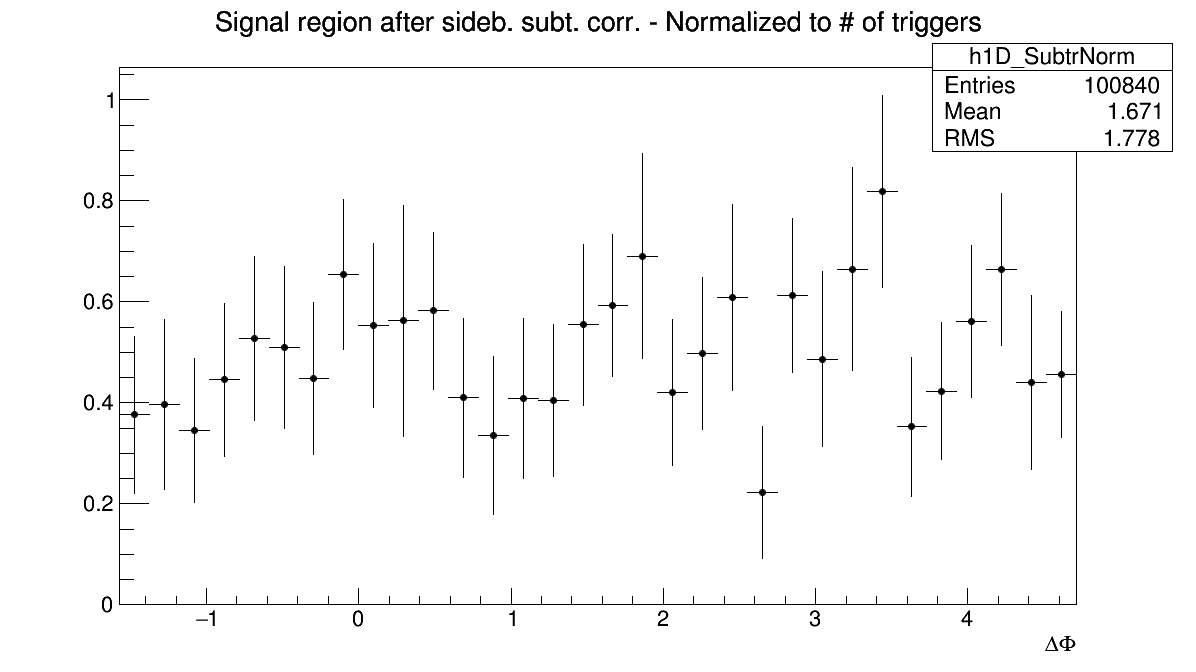 Signal region after sideb. subt. corr. - Normalized to # of triggers
h1D_SubtrNorm
Entries 100840
Mean 1.671
RMS 1.778
1
0.8
0.6
0.4
0.2
0
−1 0 1 2 3 4
ΔΦ